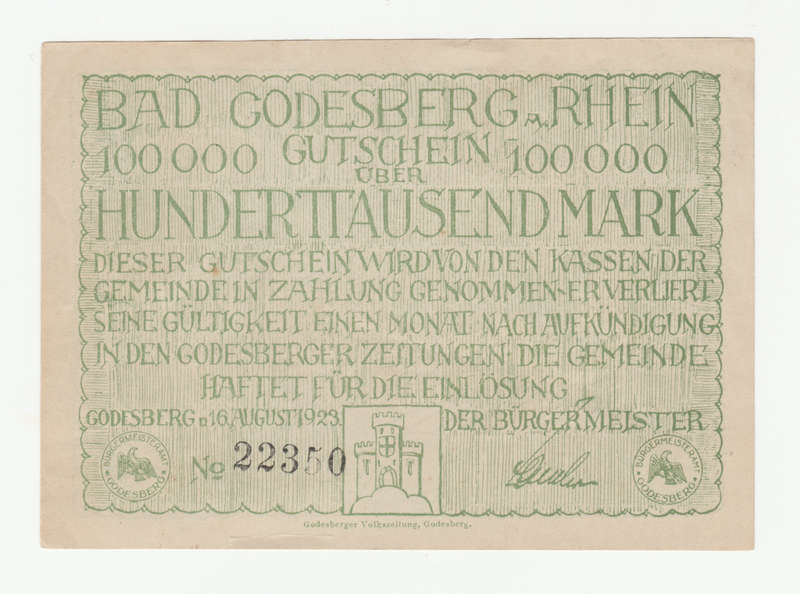 BAD GODESBERG a. RHEIN
100 000 GUTSCHEIN 100 000
ÜBER
HUNDERTTAUSEND MARK
DIESER GUTSCHEIN WIRD VON DEN KASSEN DER
GEMEINDE IN ZAHLUNG GENOMMEN· ER VERLIERT
SEINE GÜLTIGKEIT EINEN MONAT NACH AUFKÜNDIGUNG
IN DEN GODESBERGER ZEITUNGEN· DIE GEMEINDE
HAFTET FÜR DIE EINLÖSUNG
GODESBERG 16. AUGUST 1923. DER BÜRGERMEISTER
BÜRGERMEISTERAMT GODESBERG
No 22350
BÜRGERMEISTERAMT GODESBERG
Godesberger Volkszeitung, Godesberg.